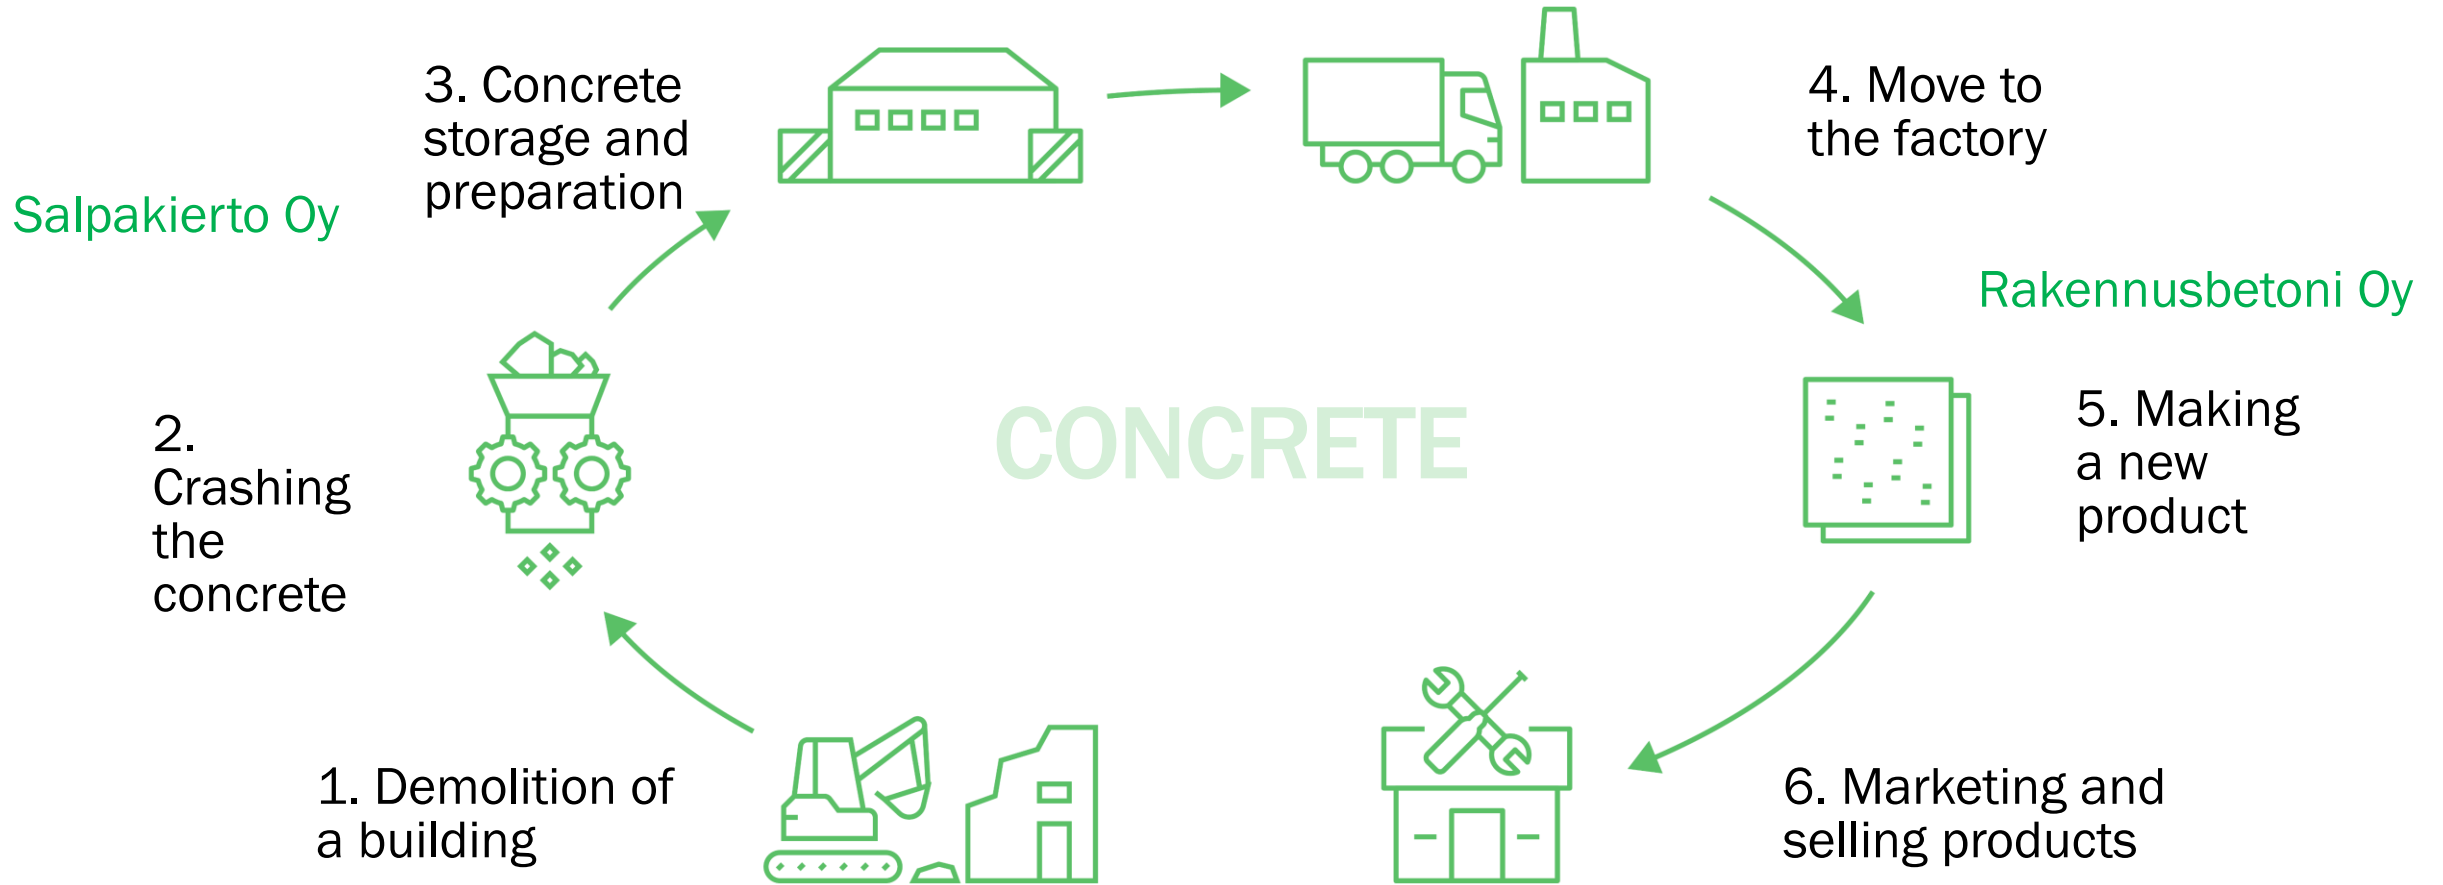 3. Concrete
storage and
preparation
4. Move to
the factory
Salpakierto Oy
Rakennusbetoni Oy
CONCRETE
2.
Crashing
the
concrete
5. Making
a new
product
1. Demolition of
a building
6. Marketing and
selling products